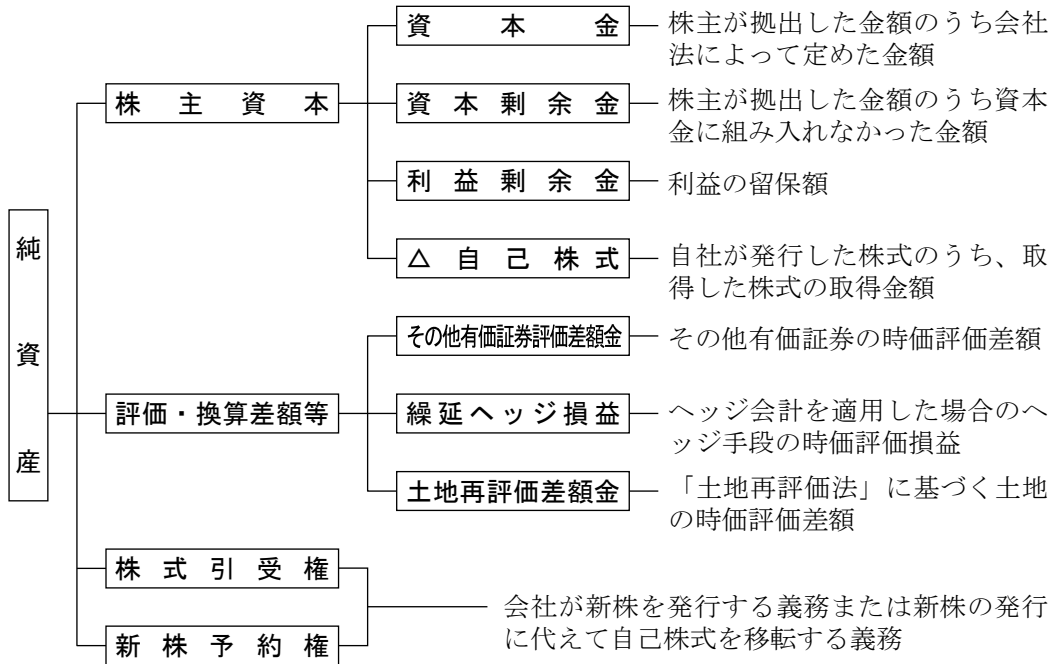 純資産
株主資本
資本金
株主が拠出した金額のうち会社
法によって定めた金額
資本剰余金
株主が拠出した金額のうち資本
金に組み入れなかった金額
利益剰余金
利益の留保額
△自己株式
自社が発行した株式のうち、取
得した株式の取得金額
評価・換算差額等
その他有価証券評価差額金
その他有価証券の時価評価差額
繰延ヘッジ損益
ヘッジ会計を適用した場合のヘ
ッジ手段の時価評価損益
土地再評価差額金
「土地再評価法」に基づく土地
の時価評価差額
株式引受権
新株予約権
会社が新株を発行する義務または新株の発行
に代えて自己株式を移転する義務